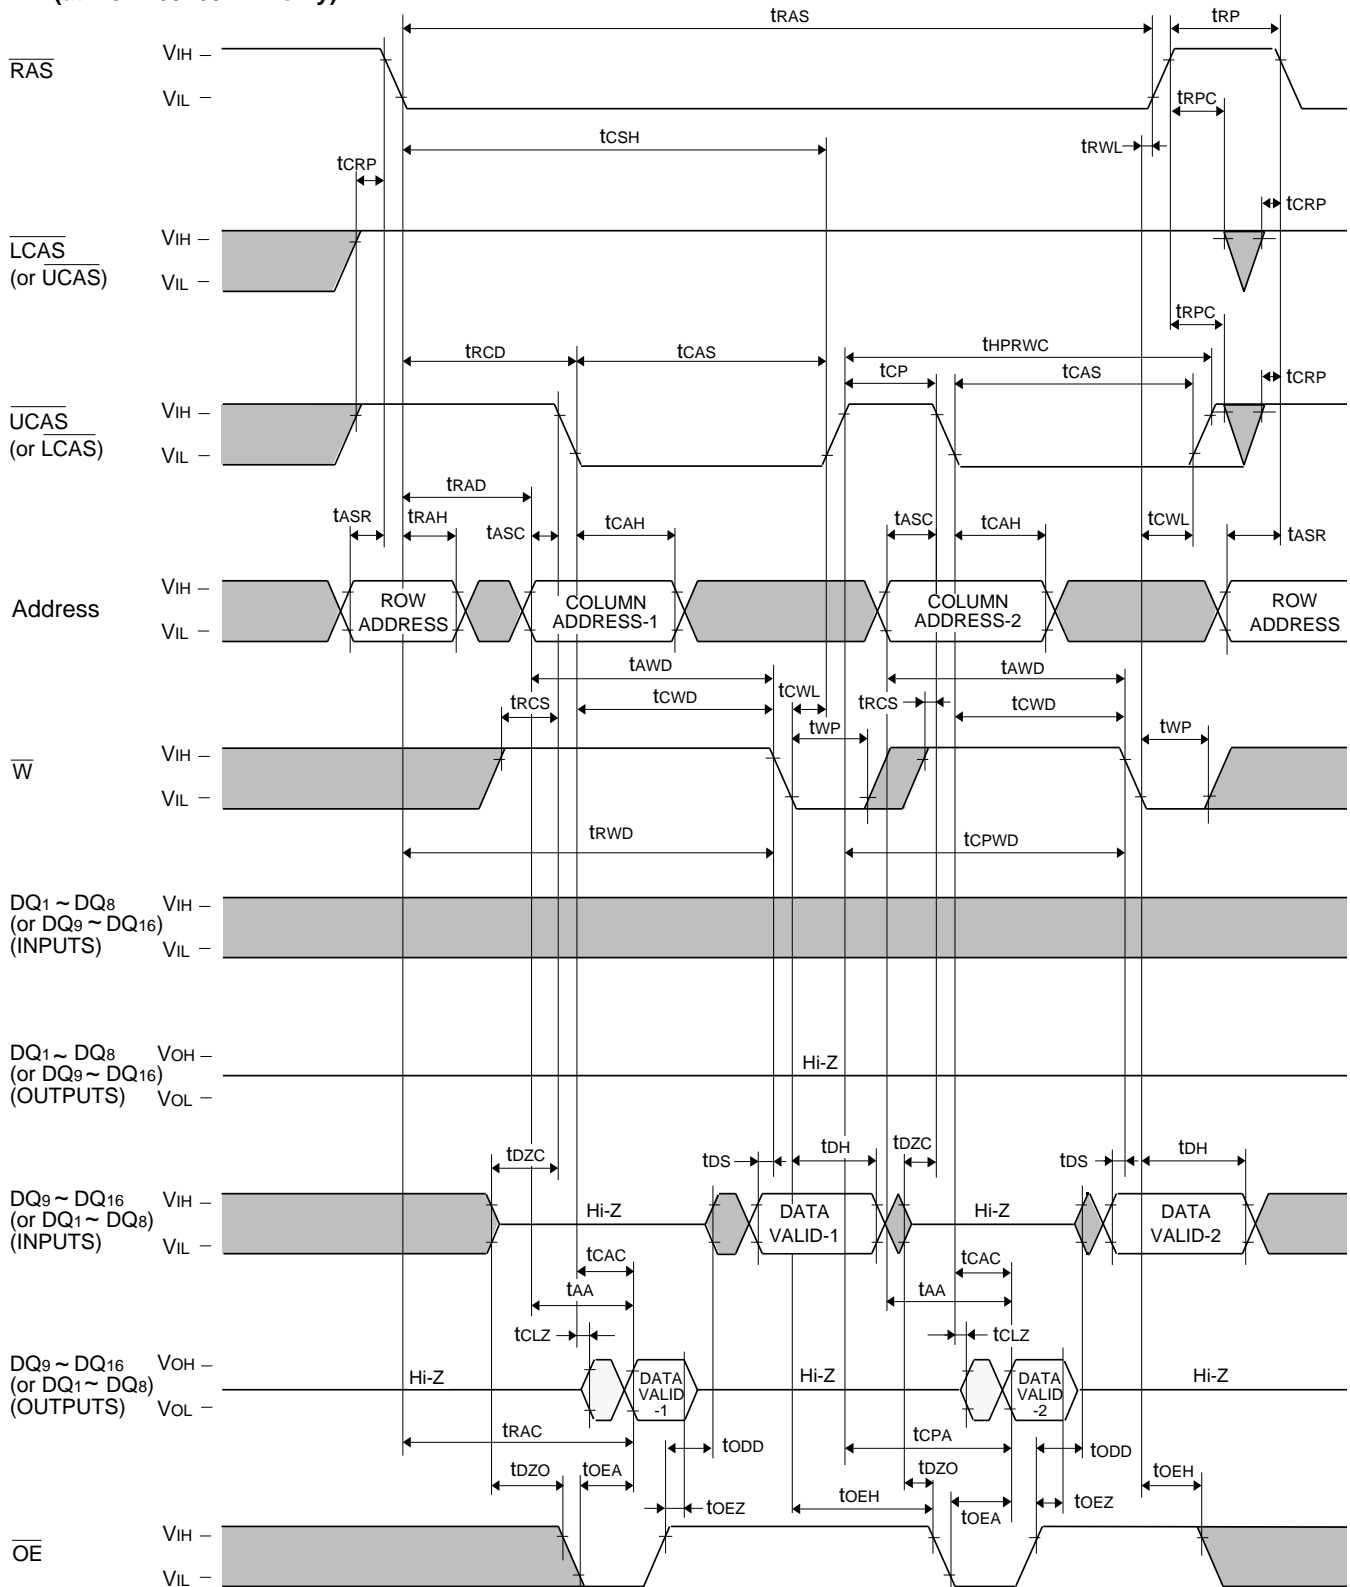 tRAS
tRP
RAS
VIH
VIL
tRPC
tCSH
tRWL
tCRP
tCRP
LCAS
(or UCAS)
VIH
VIL
tRPC
tRCD
tCAS
tHPRWC
tCP
tCAS
tCRP
UCAS
(or LCAS)
VIH
VIL
tRAD
tASR
tRAH
tASC
tCAH
tASC
tCAH
tCWL
tASR
Address
VIH
VIL
ROW
ADDRESS
COLUMN
ADDRESS-1
COLUMN
ADDRESS-2
ROW
ADDRESS
tAWD
tAWD
tRCS
tCWD
tCWL
tRCS
tCWD
tWP
tWP
W
VIH
VIL
tRWD
tCPWD
DQ1 ~ DQ8
(or DQ9 ~ DQ16)
(INPUTS)
VIH
VIL
DQ1 ~ DQ8
(or DQ9 ~ DQ16)
(OUTPUTS)
VOH
VOL
Hi-Z
tDZC
tDS
tDH
tDZC
tDS
tDH
DQ9 ~ DQ16
(or DQ1 ~ DQ8)
(INPUTS)
VIH
VIL
Hi-Z
DATA
VALID-1
Hi-Z
DATA
VALID-2
tCAC
tCAC
tAA
tAA
tCLZ
tCLZ
DQ9 ~ DQ16
(or DQ1 ~ DQ8)
(OUTPUTS)
VOH
VOL
Hi-Z
DATA
VALID
-1
Hi-Z
DATA
VALID
-2
Hi-Z
tRAC
tODD
tCPA
tODD
tDZO
tOEA
tDZO
tOEH
tOEZ
tOEH
tOEA
tOEZ
OE
VIH
VIL